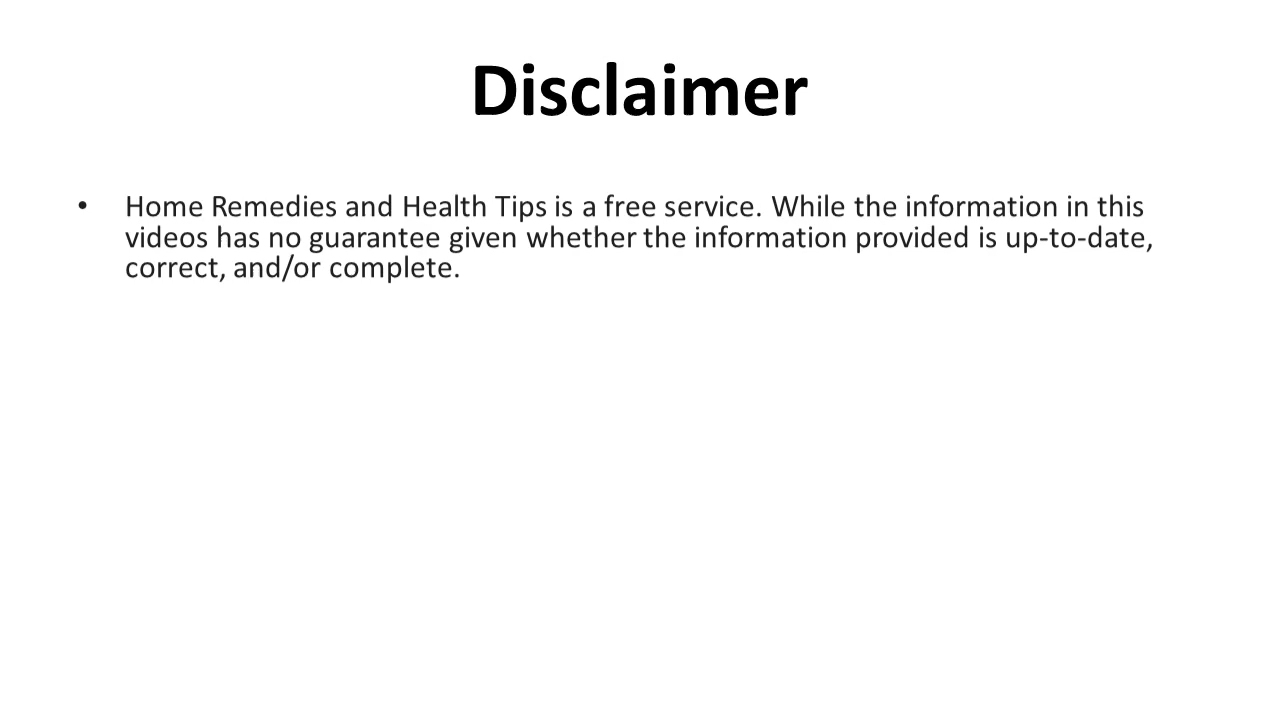 Disclaimer
• Home Remedies and Health Tips is a free service. While the information in this
videos has no guarantee given whether the information provided is up-to-date,
correct, and/or complete.